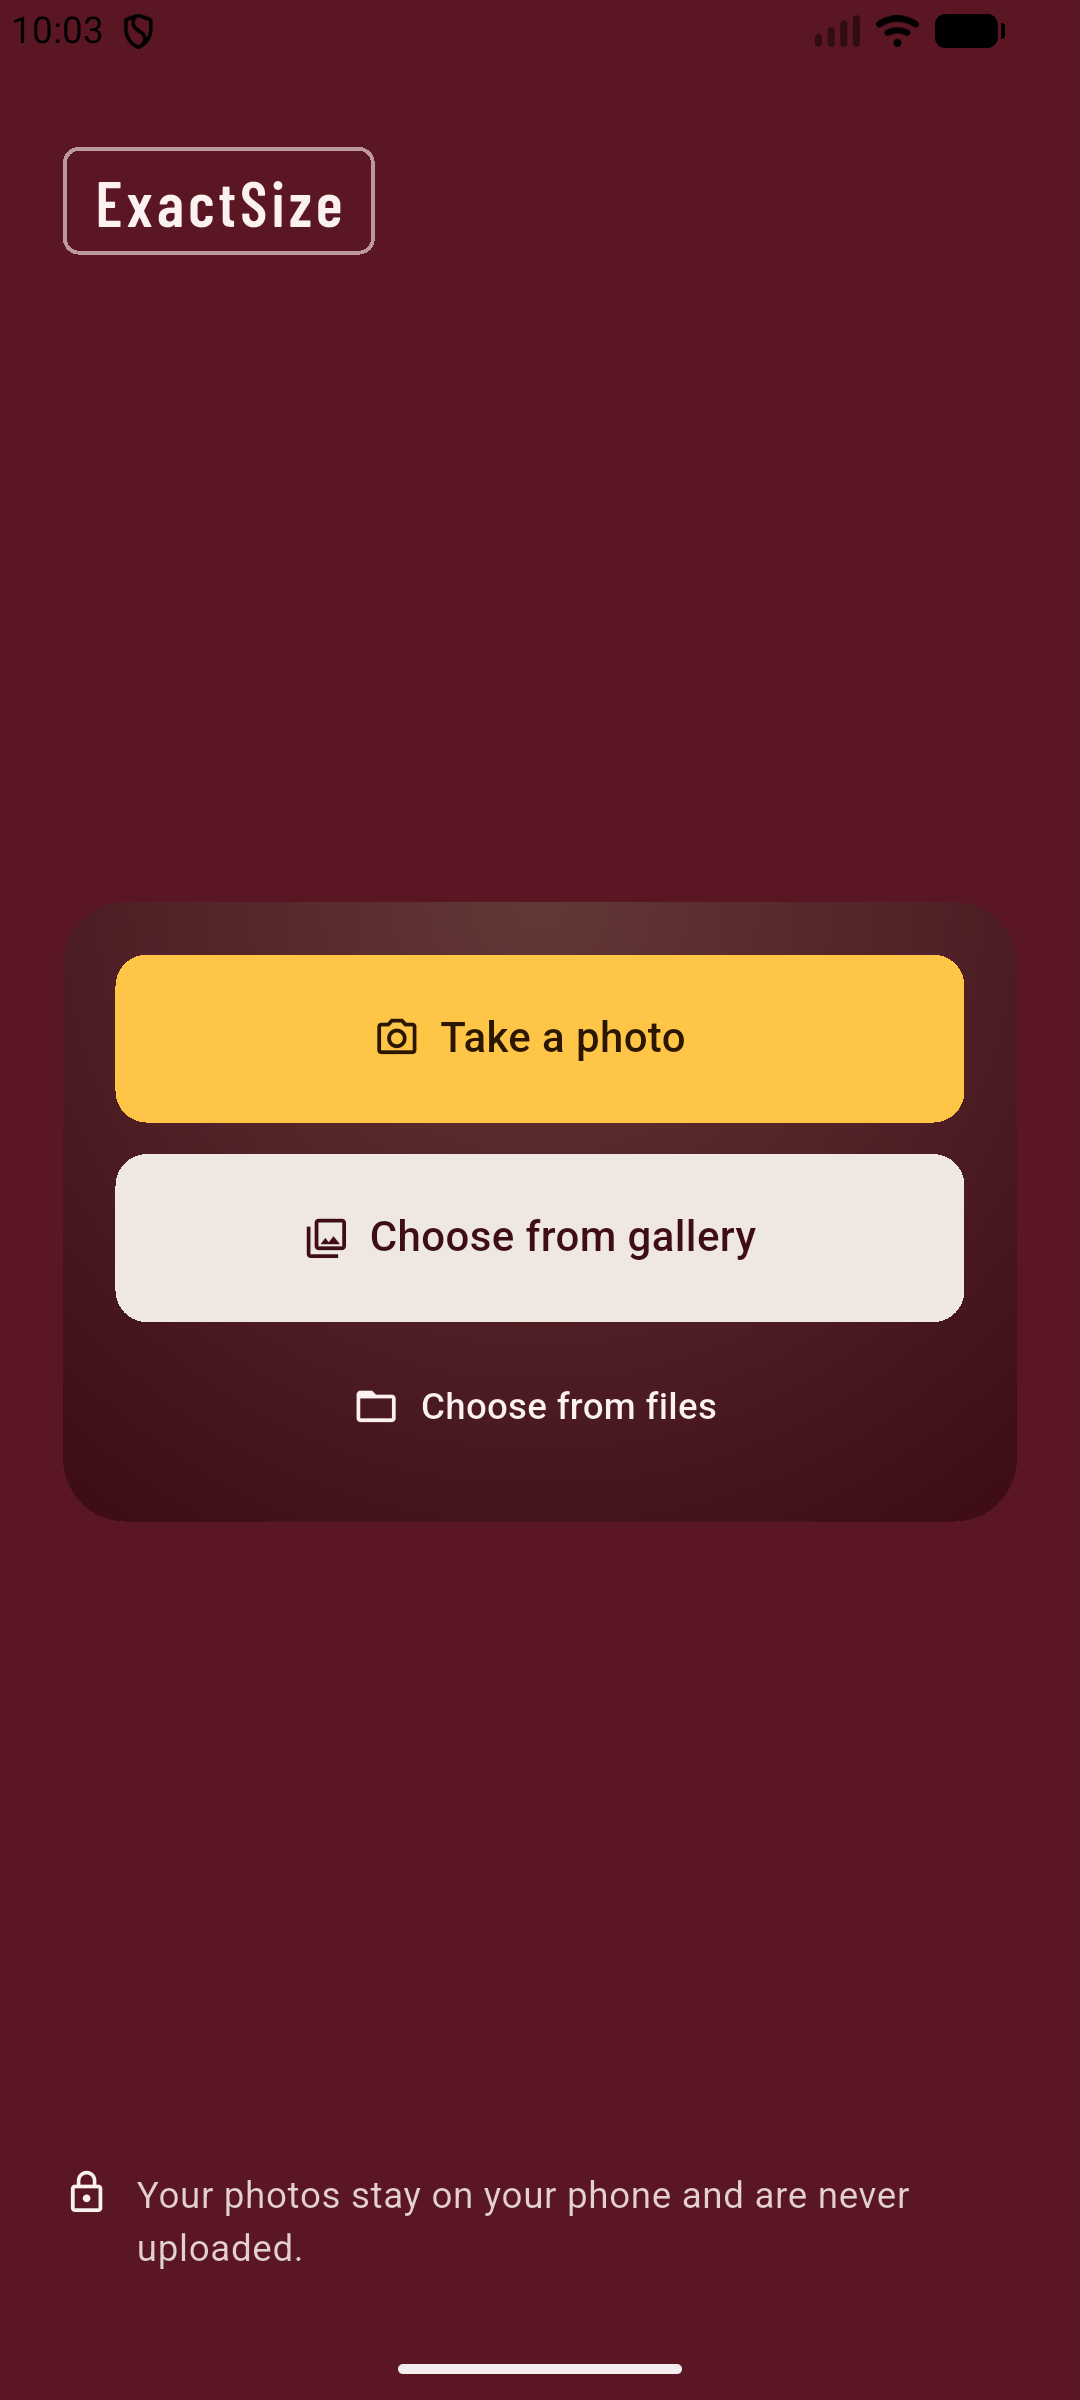 10:03
ExactSize
Take a photo
Choose from gallery
Choose from files
Your photos stay on your phone and are never
uploaded.